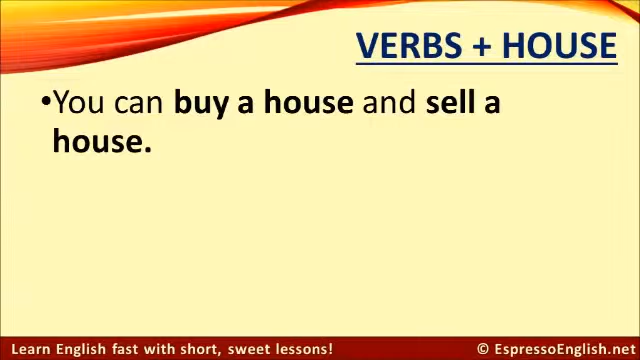 VERBS + HOUSE
•You can buy a house and sell a
house.
Learn English fast with short, sweet lessons!
© EspressoEnglish.net